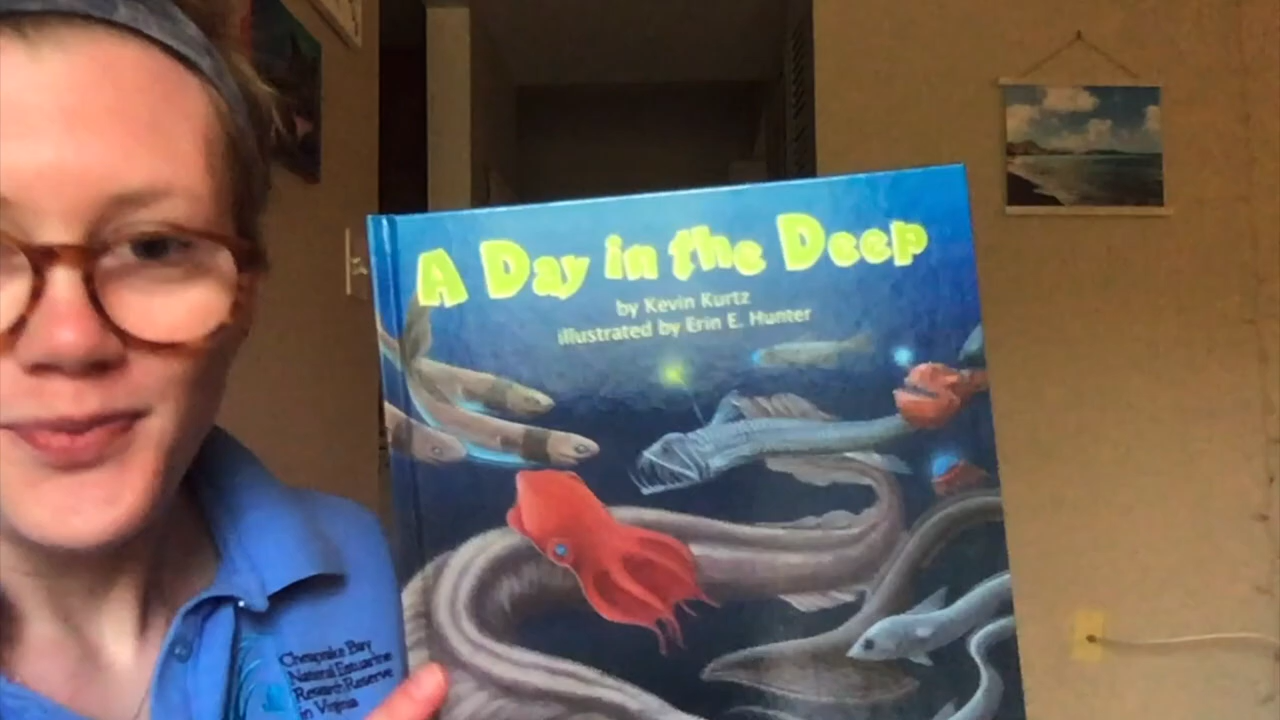 A Day in the Deep
by Kevin Kurtz
illustrated by Erin E. Hunter
Chesapeake Bay
National Estuarine
Research Reserve
in Virginia